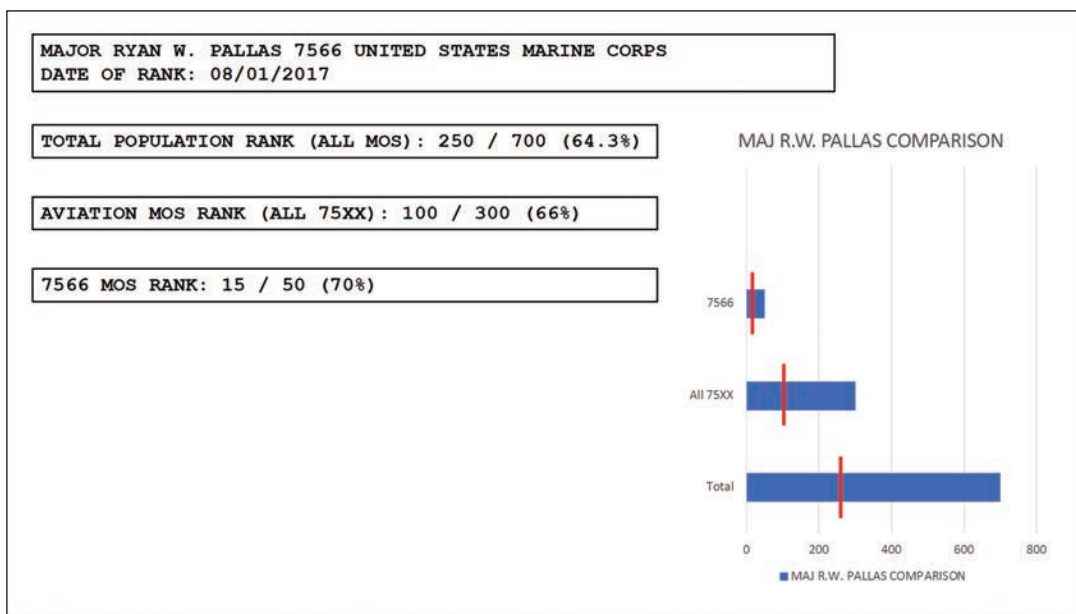 MAJOR RYAN W. PALLAS 7566 UNITED STATES MARINE CORPS
DATE OF RANK: 08/01/2017
TOTAL POPULATION RANK (ALL MOS): 250 / 700 (64.3%)
AVIATION MOS RANK (ALL 75XX): 100 / 300 (66%)
7566 MOS RANK: 15 / 50 (70%)
MAJ R.W. PALLAS COMPARISON
7566
All 75XX
Total
0 200 400 600 800
MAJ R.W. PALLAS COMPARISON